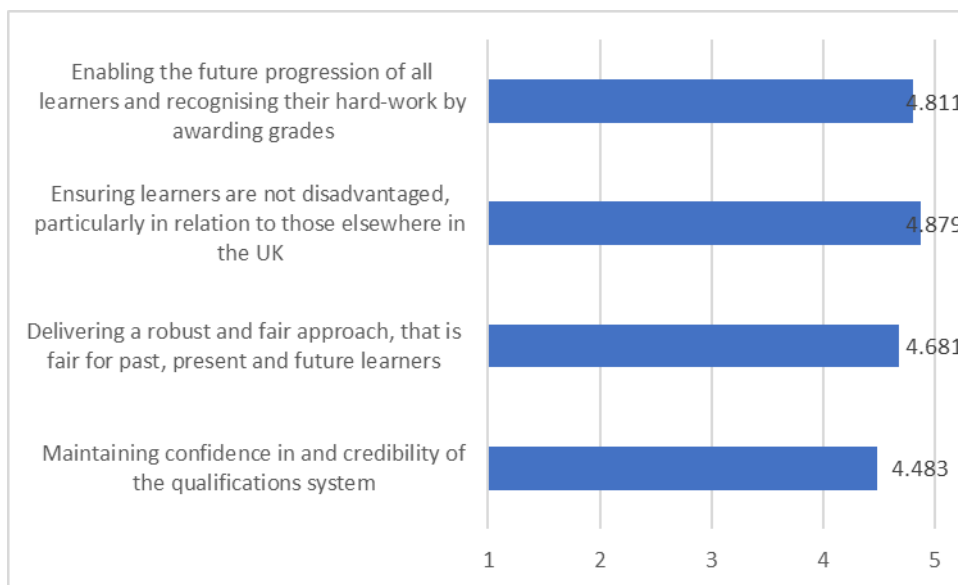 Enabling the future progression of all
learners and recognising their hard-work by
awarding grades
4.811
Ensuring learners are not disadvantaged,
particularly in relation to those elsewhere in
the UK
4.879
Delivering a robust and fair approach, that is
fair for past, present and future learners
4.681
Maintaining confidence in and credibility of
the qualifications system
4.483
1 2 3 4 5